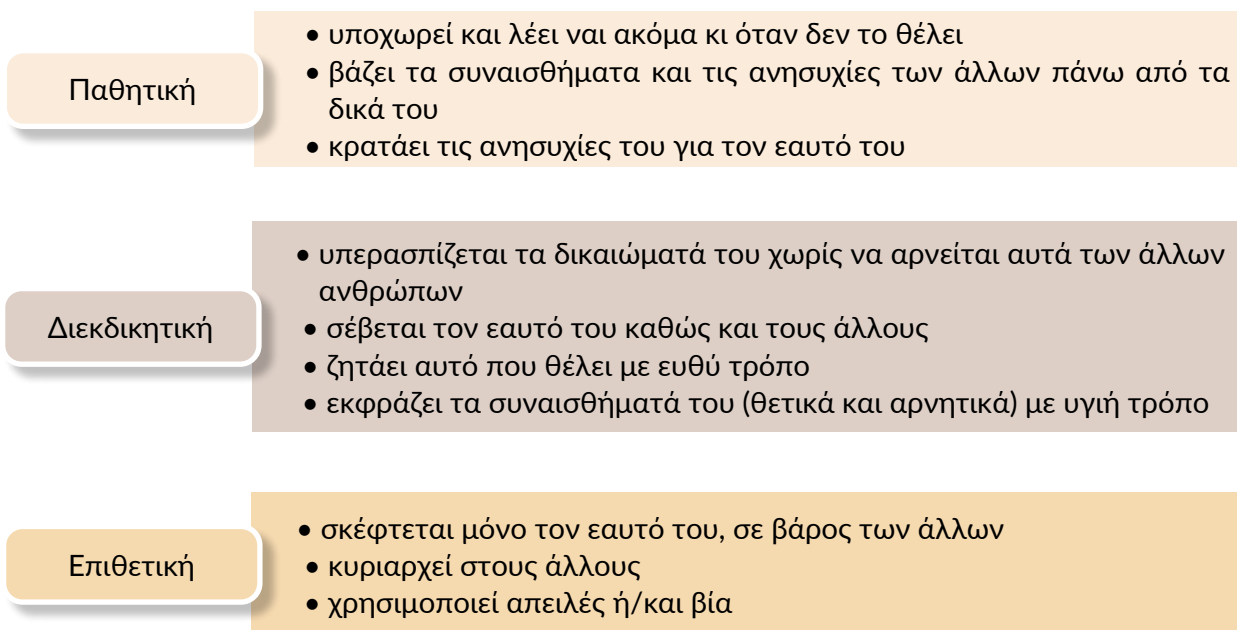 Παθητική
• υποχωρεί και λέει ναι ακόμα κι όταν δεν το θέλει
• βάζει τα συναισθήματα και τις ανησυχίες των άλλων πάνω από τα
δικά του
• κρατάει τις ανησυχίες του για τον εαυτό του
Διεκδικητική
• υπερασπίζεται τα δικαιώματά του χωρίς να αρνείται αυτά των άλλων
ανθρώπων
• σέβεται τον εαυτό του καθώς και τους άλλους
• ζητάει αυτό που θέλει με ευθύ τρόπο
• εκφράζει τα συναισθήματά του (θετικά και αρνητικά) με υγιή τρόπο
Επιθετική
• σκέφτεται μόνο τον εαυτό του, σε βάρος των άλλων
• κυριαρχεί στους άλλους
• χρησιμοποιεί απειλές ή/και βία